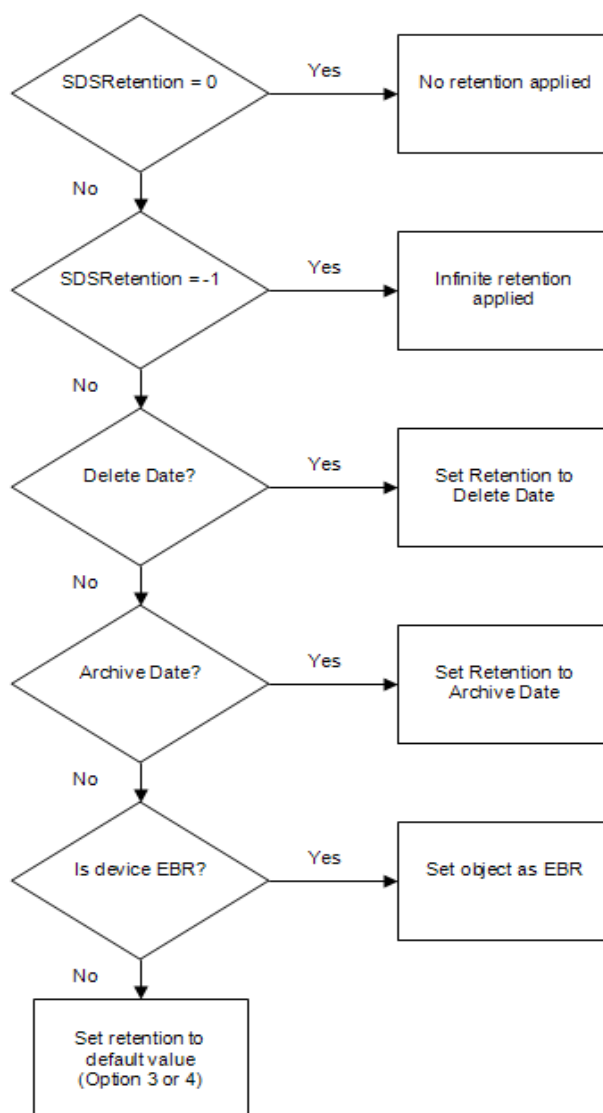 SDSRetention = 0
Yes
No retention applied
No
SDSRetention = -1
Yes
Infinite retention
applied
No
Delete Date?
Yes
Set Retention to
Delete Date
No
Archive Date?
Yes
Set Retention to
Archive Date
No
Is device EBR?
Yes
Set object as EBR
No
Set retention to
default value
(Option 3 or 4)